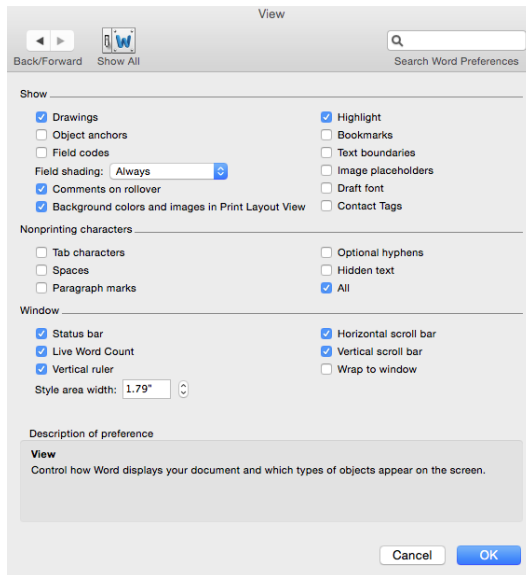 View
Back/Forward Show All Search Word Preferences
Show
Drawings Highlight
Object anchors Bookmarks
Field codes Text boundaries
Field shading: Always Image placeholders
Comments on rollover Draft font
Background colors and images in Print Layout View Contact Tags
Nonprinting characters
Tab characters Optional hyphens
Spaces Hidden text
Paragraph marks All
Window
Status bar Horizontal scroll bar
Live Word Count Vertical scroll bar
Vertical ruler Wrap to window
Style area width: 1.79"
Description of preference
View
Control how Word displays your document and which types of objects appear on the screen.
Cancel OK